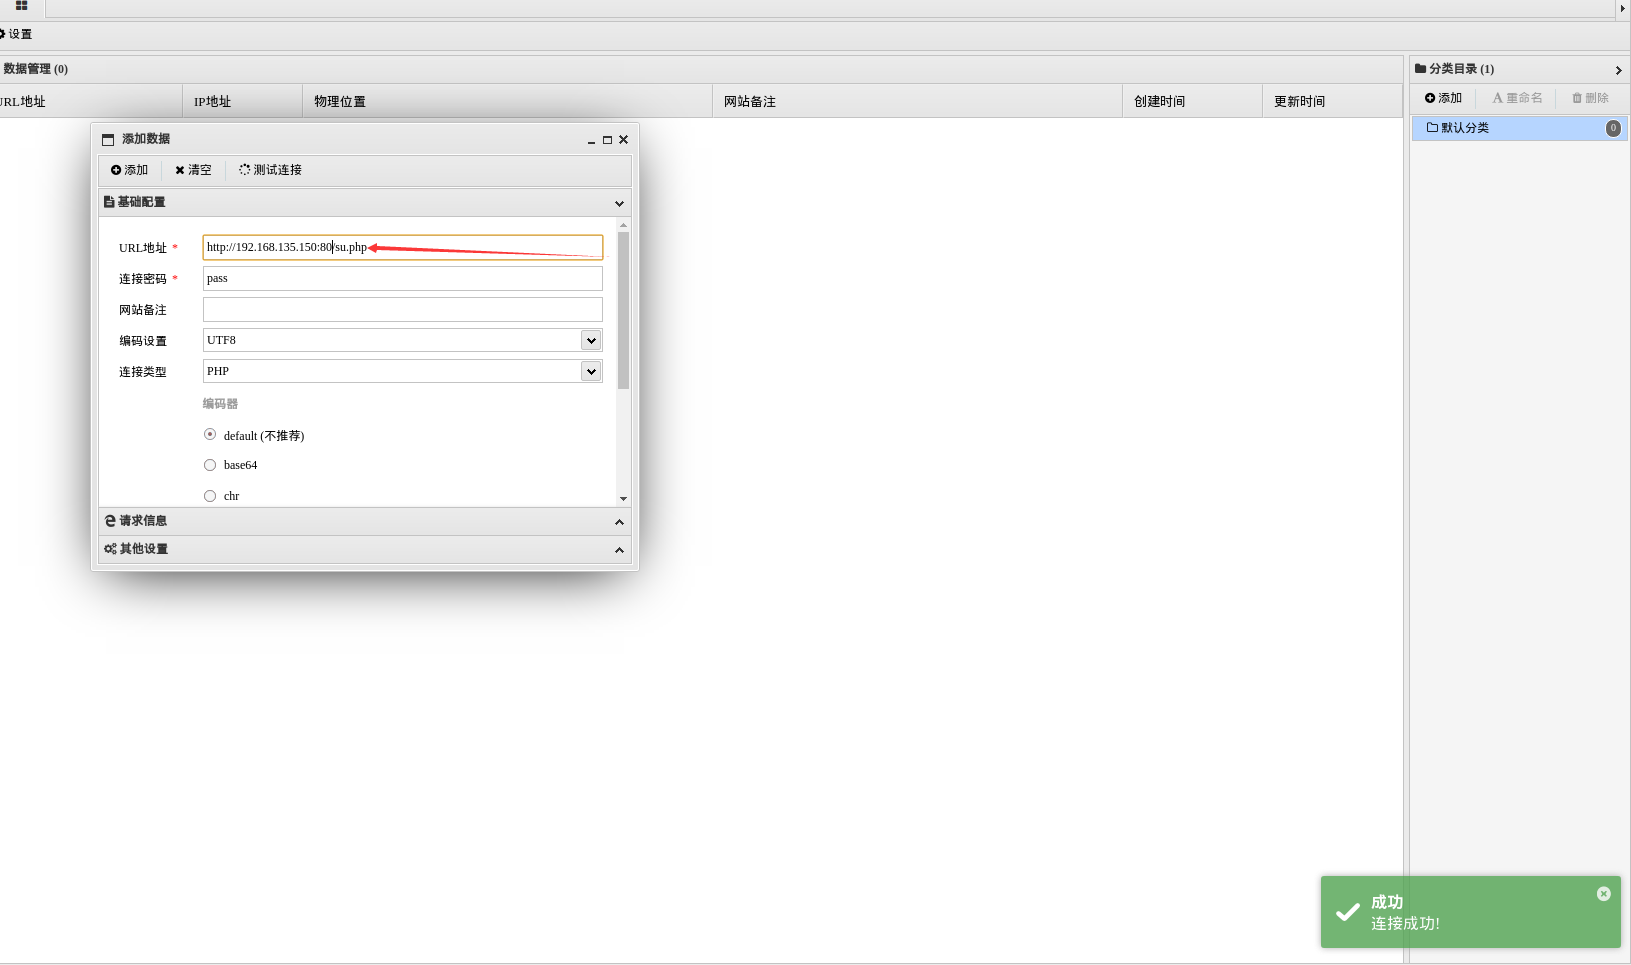 设置
数据管理 (0)
URL地址 IP地址 物理位置 网站备注 创建时间 更新时间
分类目录 (1)
添加 重命名 删除
默认分类 0
添加数据
添加 清空 测试连接
基础配置
URL地址 * http://192.168.135.150:80/su.php
连接密码 * pass
网站备注
编码设置 UTF8
连接类型 PHP
编码器
default (不推荐)
base64
chr
请求信息
其他设置
成功
连接成功!